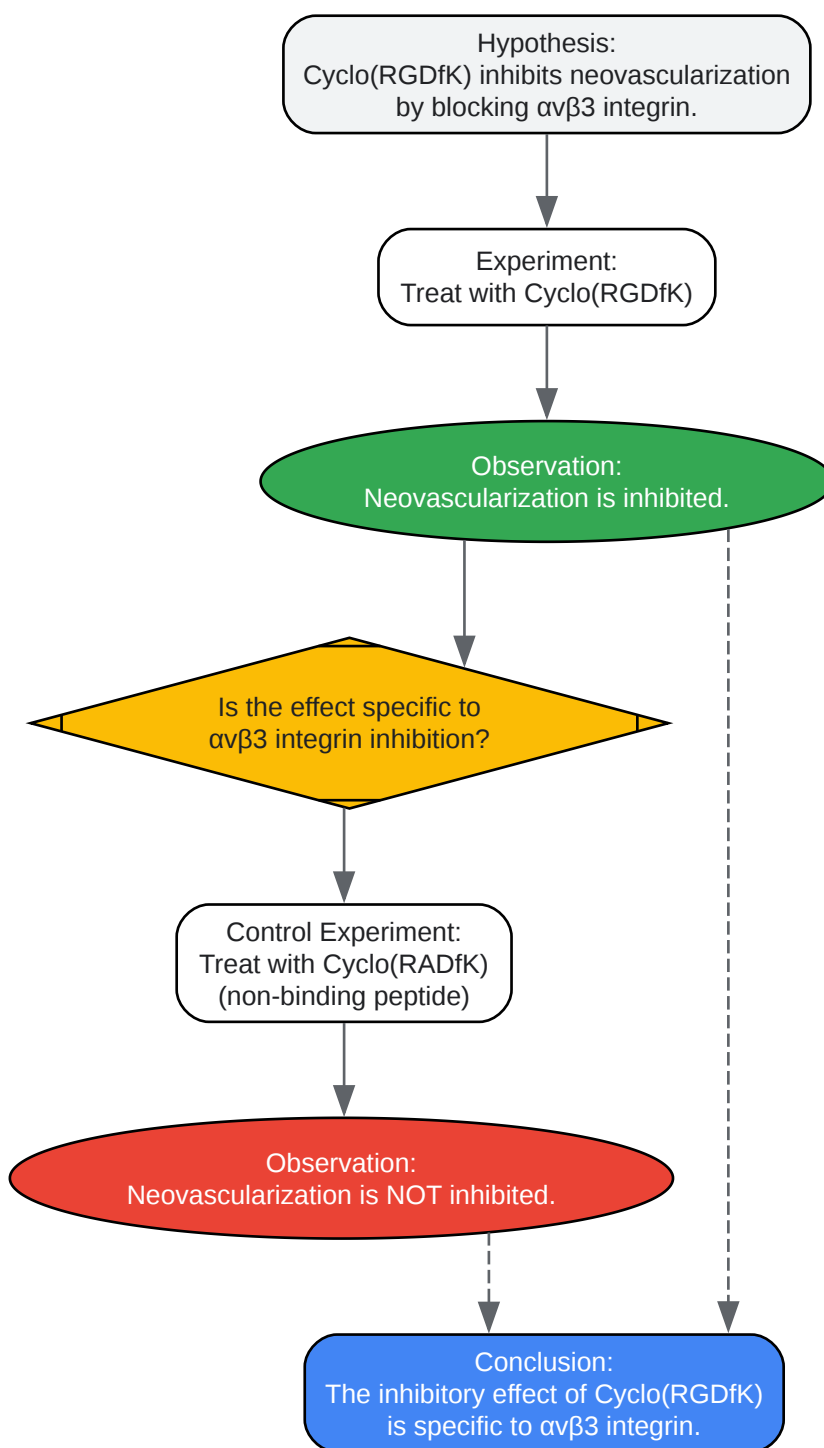 Hypothesis:
Cyclo(RGDfK) inhibits neovascularization
by blocking αvβ3 integrin.
Experiment:
Treat with Cyclo(RGDfK)
Observation:
Neovascularization is inhibited.
Is the effect specific to
αvβ3 integrin inhibition?
Control Experiment:
Treat with Cyclo(RADfK)
(non-binding peptide)
Observation:
Neovascularization is NOT inhibited.
Conclusion:
The inhibitory effect of Cyclo(RGDfK)
is specific to αvβ3 integrin.